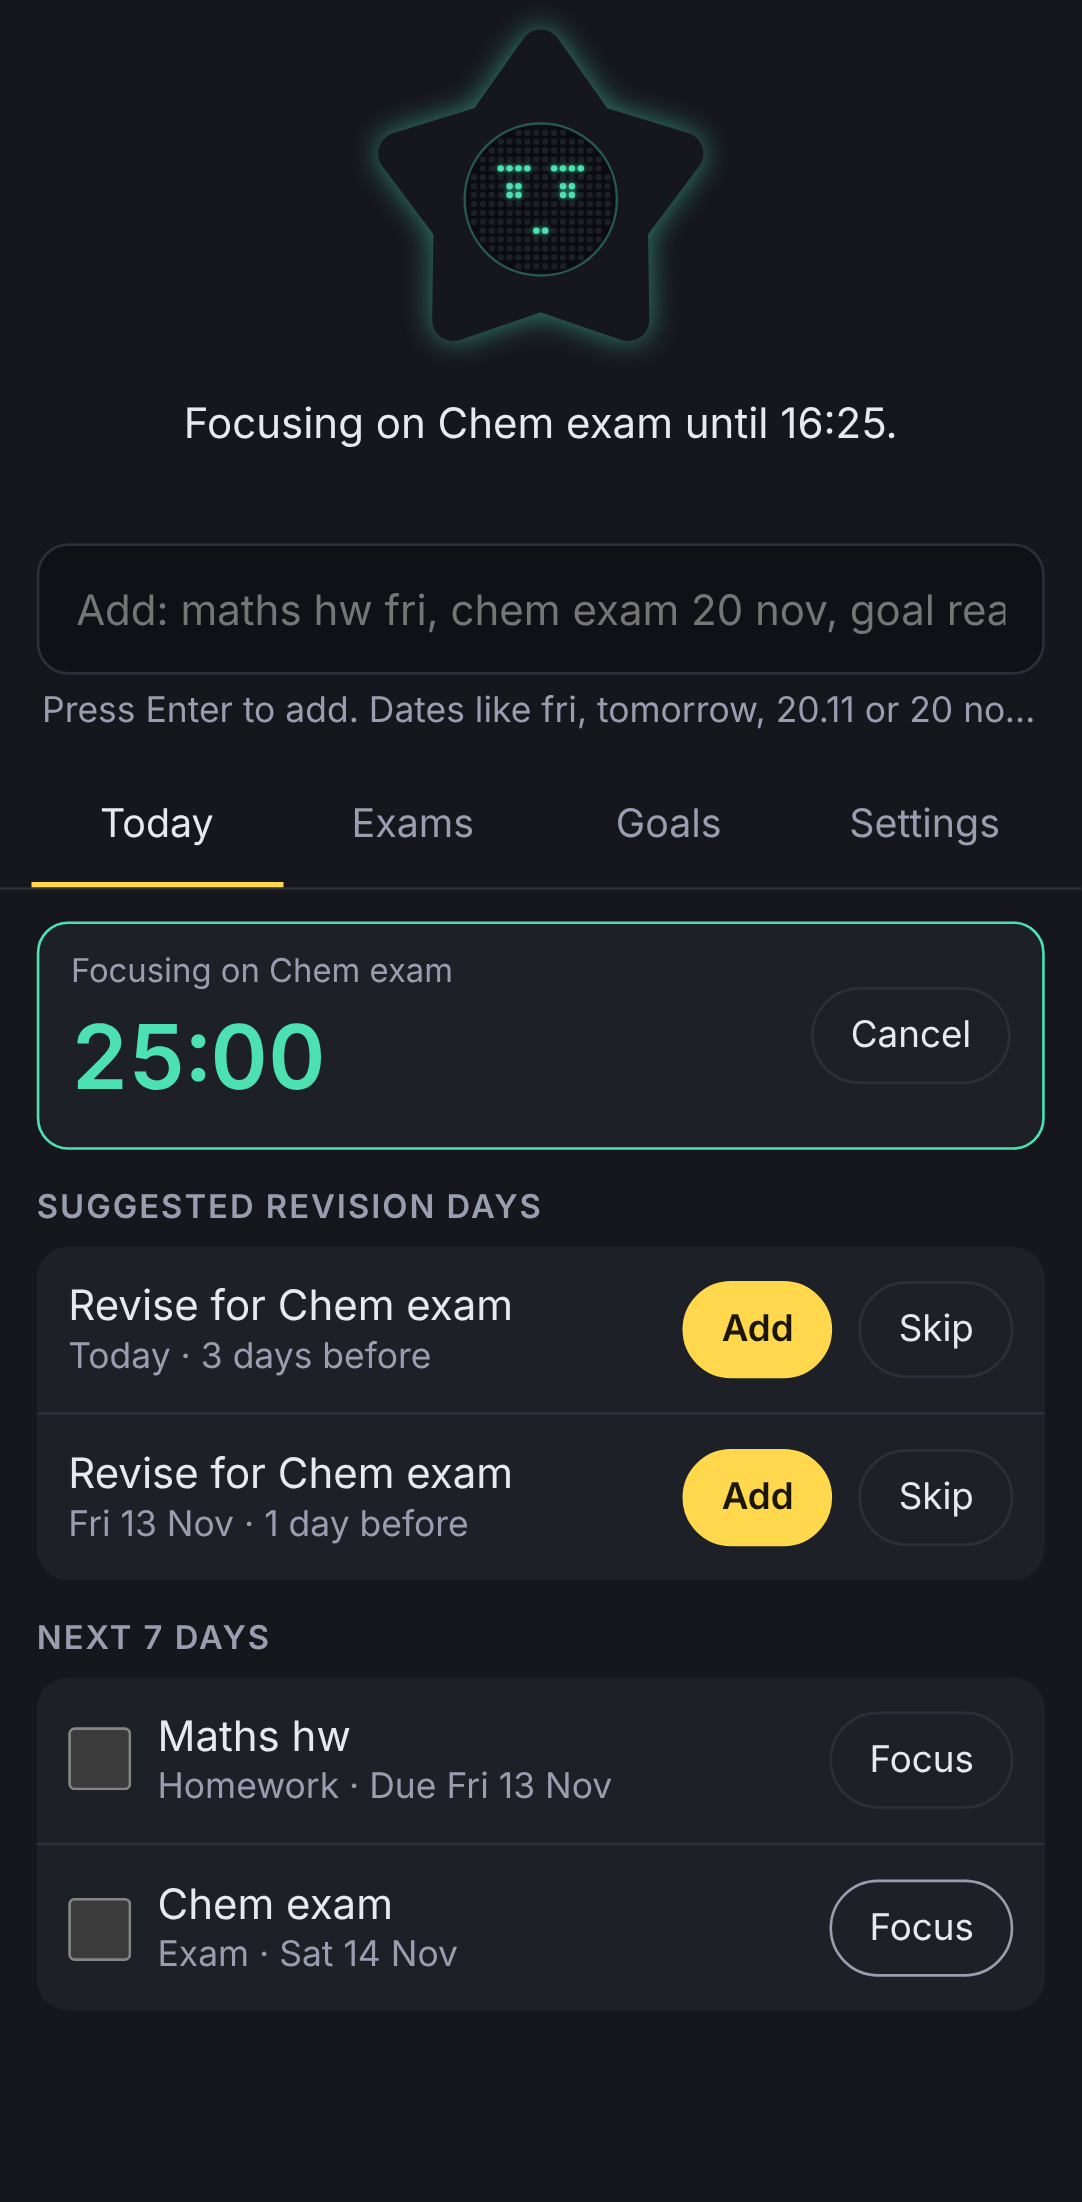 Focusing on Chem exam until 16:25.
Add: maths hw fri, chem exam 20 nov, goal rea
Press Enter to add. Dates like fri, tomorrow, 20.11 or 20 no...
Today Exams Goals Settings
Focusing on Chem exam
25:00
Cancel
SUGGESTED REVISION DAYS
Revise for Chem exam
Today · 3 days before
Add Skip
Revise for Chem exam
Fri 13 Nov · 1 day before
Add Skip
NEXT 7 DAYS
Maths hw
Homework · Due Fri 13 Nov
Focus
Chem exam
Exam · Sat 14 Nov
Focus